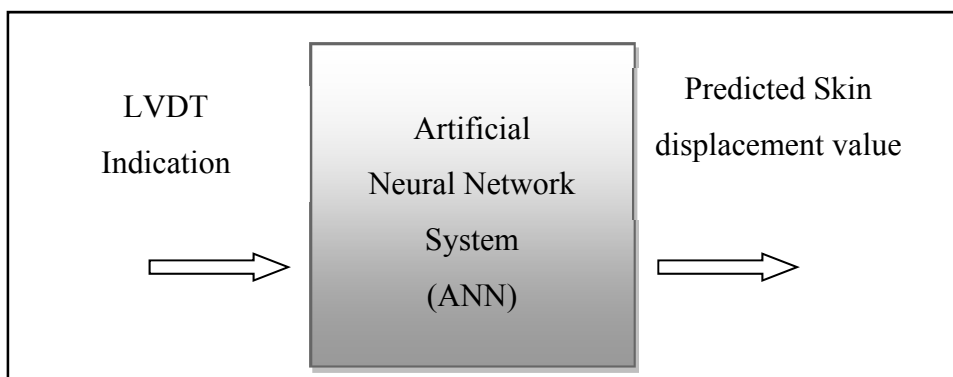 LVDT
Indication
Artificial
Neural Network
System
(ANN)
Predicted Skin
displacement value